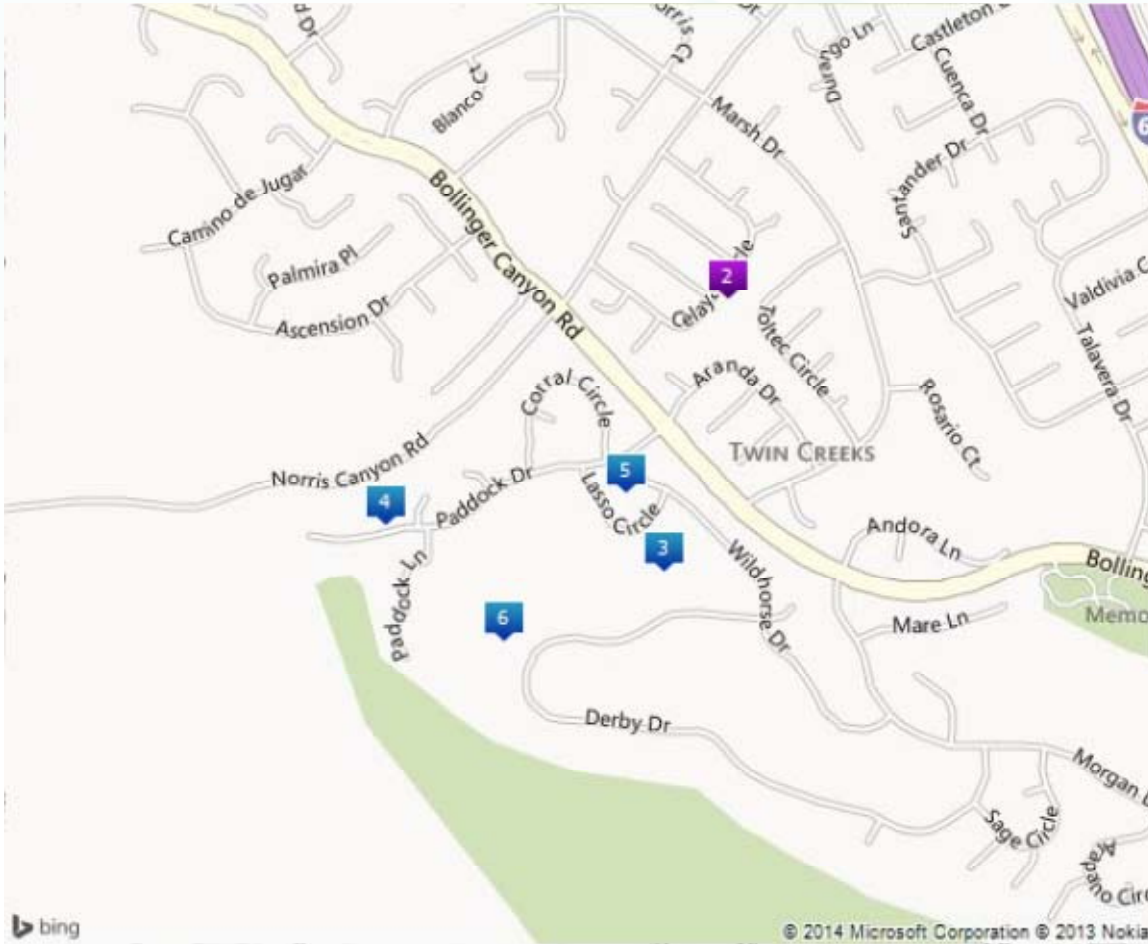 Norris Ct
Dr
Durango Ln
Castleton
Cuenca Dr
Blanco Ct
Marsh Dr
Santander Dr
Camino de Jugar
Bollinger Canyon Rd
Palmira Pl
Valdivia C
2
Celaya Circle
Ascension Dr
Toltec Circle
Talavera Dr
Corral Circle
Aranda Dr
Rosario Ct
TWIN CREEKS
Norris Canyon Rd
5
4
Paddock Dr
Lasso Circle
Andora Ln
3
Wildhorse Dr
Bolling
Paddock Ln
6
Mare Ln
Memo
Derby Dr
Morgan
Sage Circle
Circ
bing
© 2014 Microsoft Corporation © 2013 Nokia